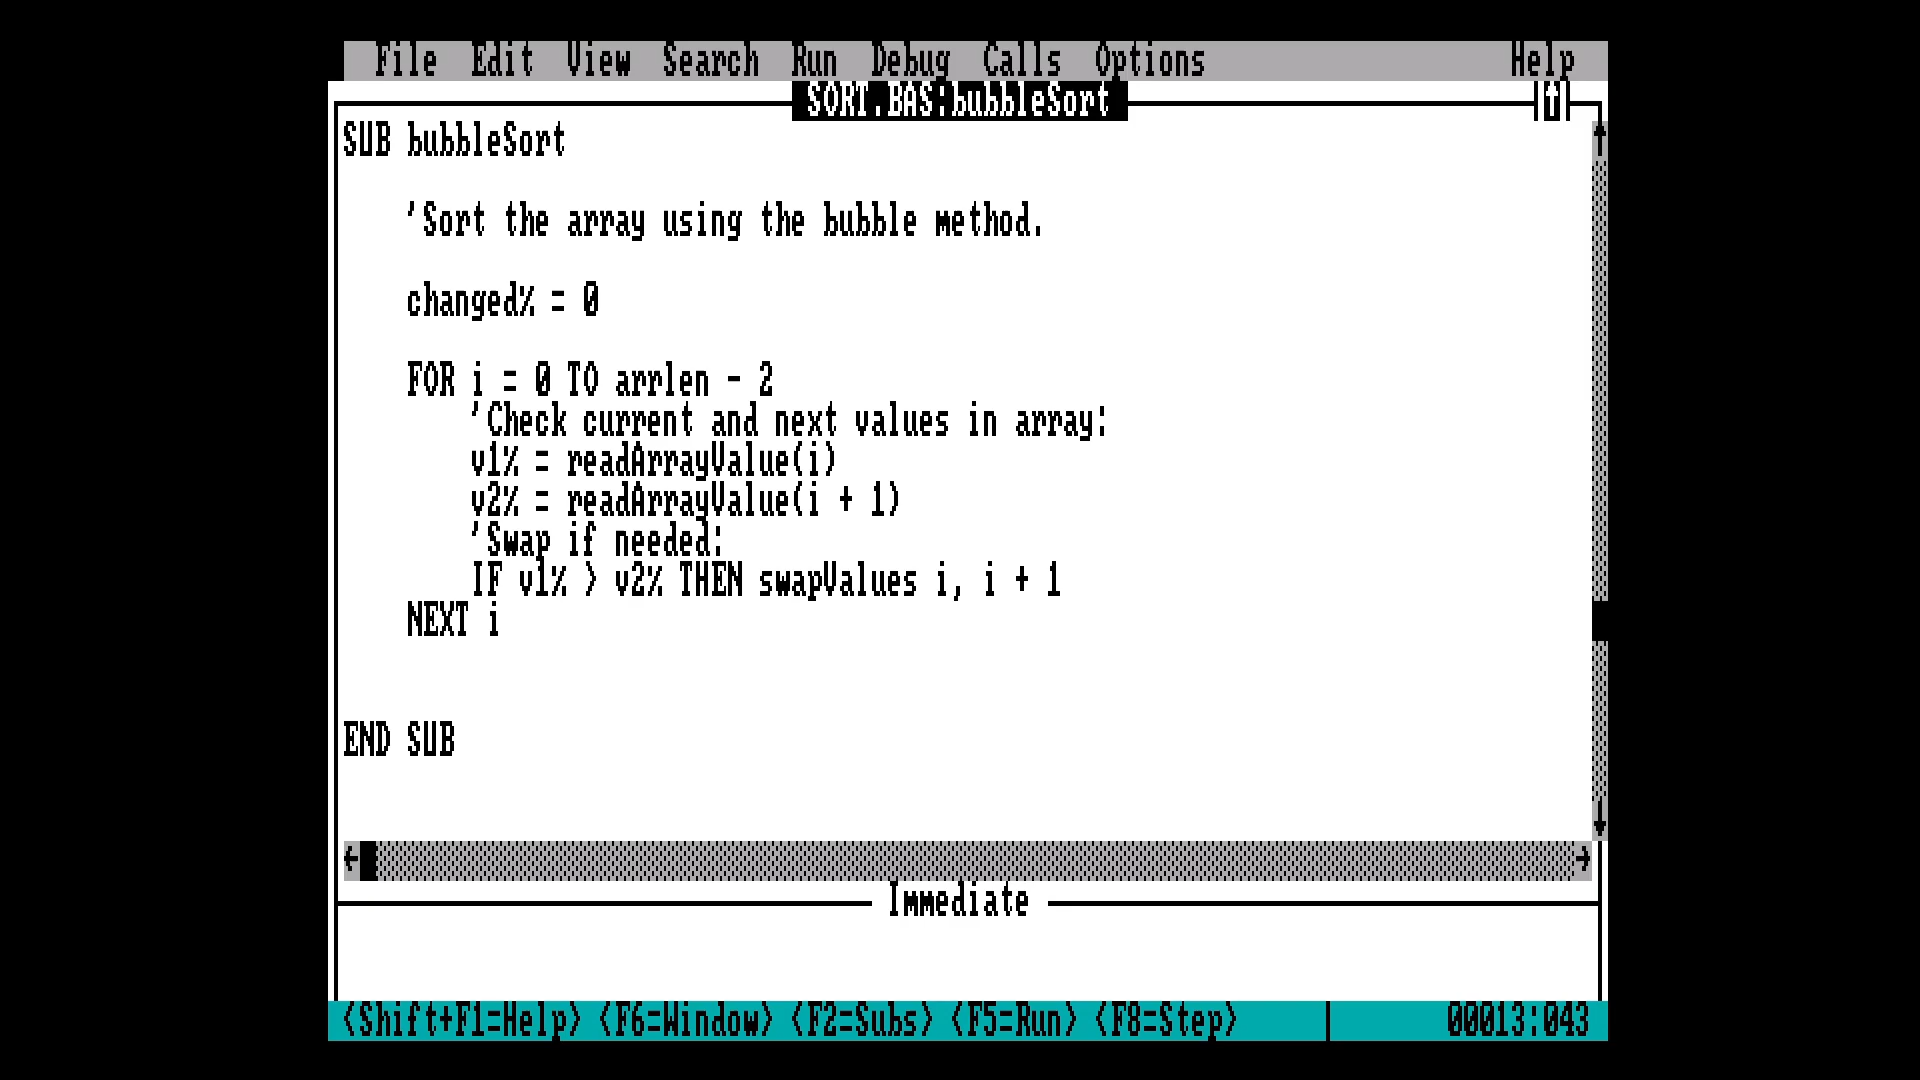 File Edit View Search Run Debug Calls Options Help
SORT.BAS:bubbleSort
SUB bubbleSort
'Sort the array using the bubble method.
changed% = 0
FOR i = 0 TO arrlen - 2
'Check current and next values in array:
v1% = readArrayValue(i)
v2% = readArrayValue(i + 1)
'Swap if needed:
IF v1% > v2% THEN swapValues i, i + 1
NEXT i
END SUB
Immediate
<Shift+F1=Help> <F6=Window> <F2=Subs> <F5=Run> <F8=Step> 00013:043